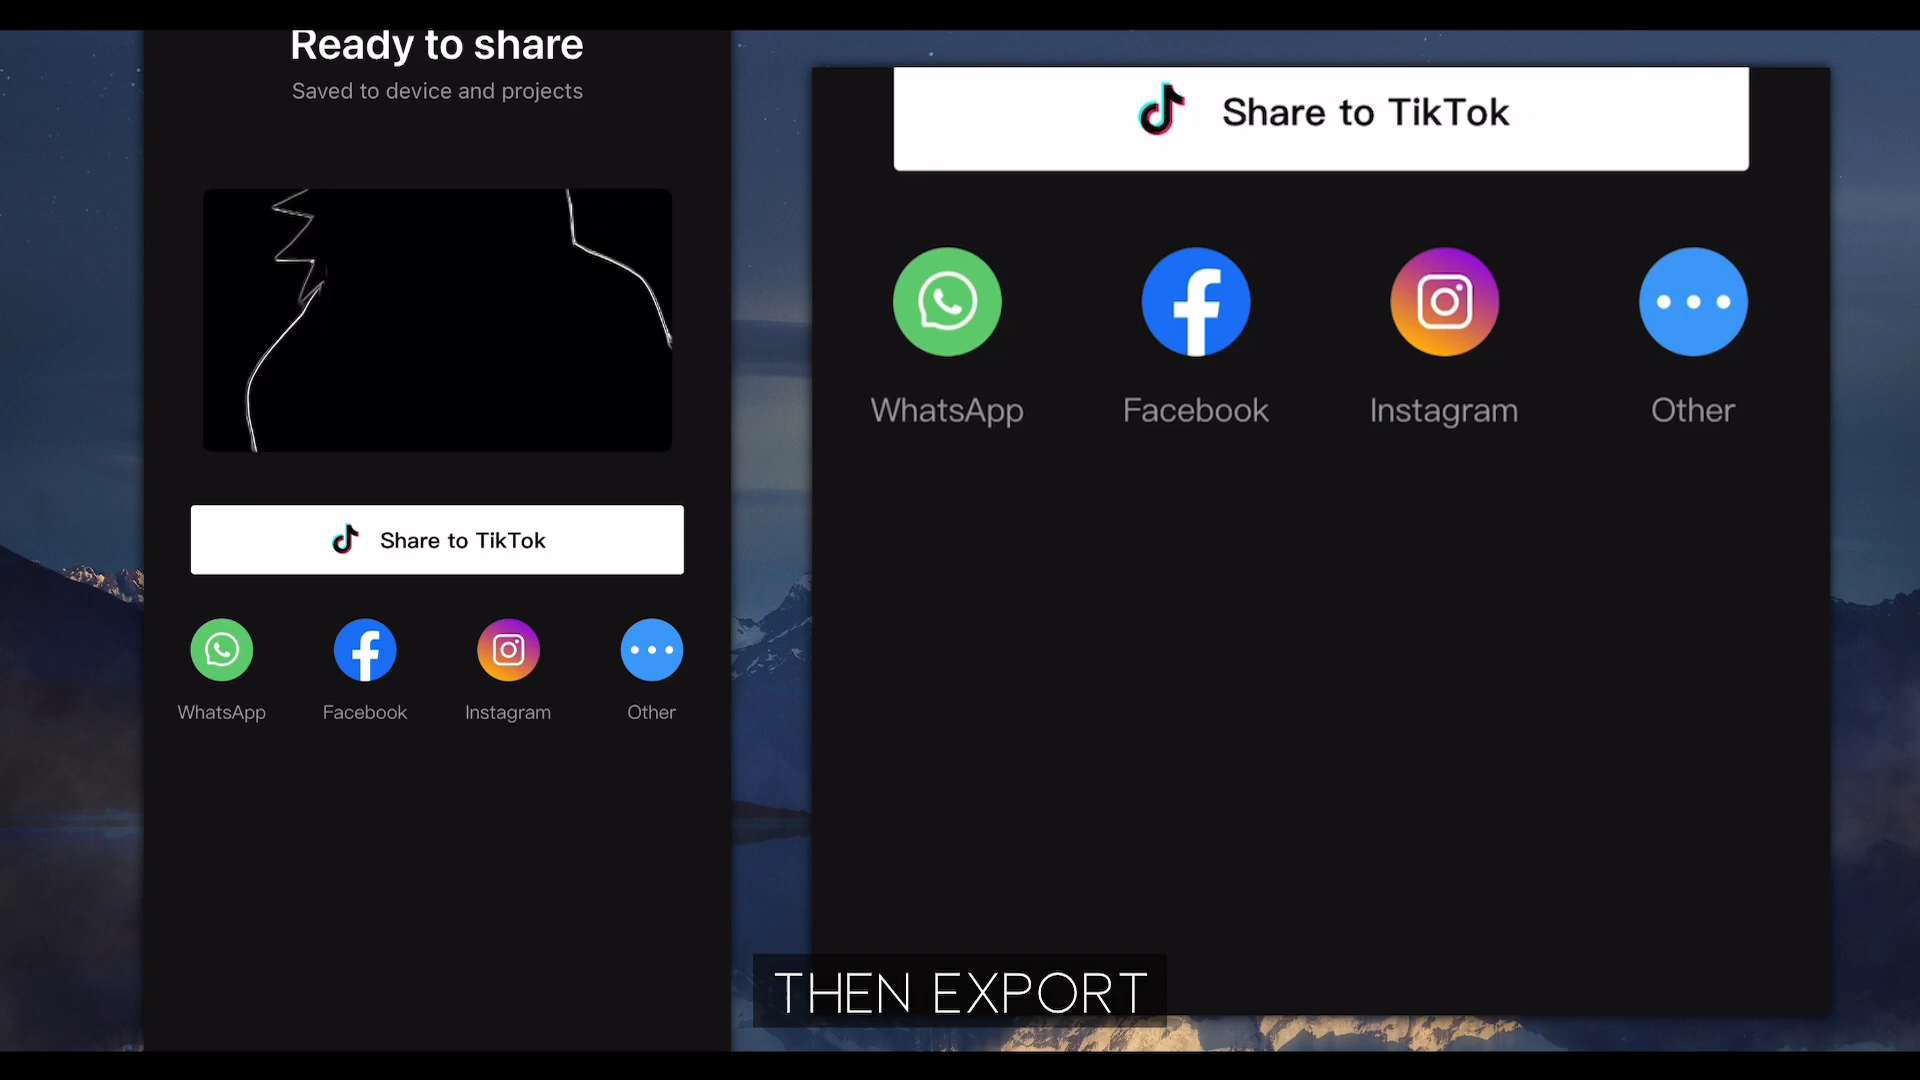 Ready to share
Saved to device and projects
Share to TikTok
WhatsApp
Facebook
Instagram
Other
Share to TikTok
WhatsApp
Facebook
Instagram
Other
THEN EXPORT